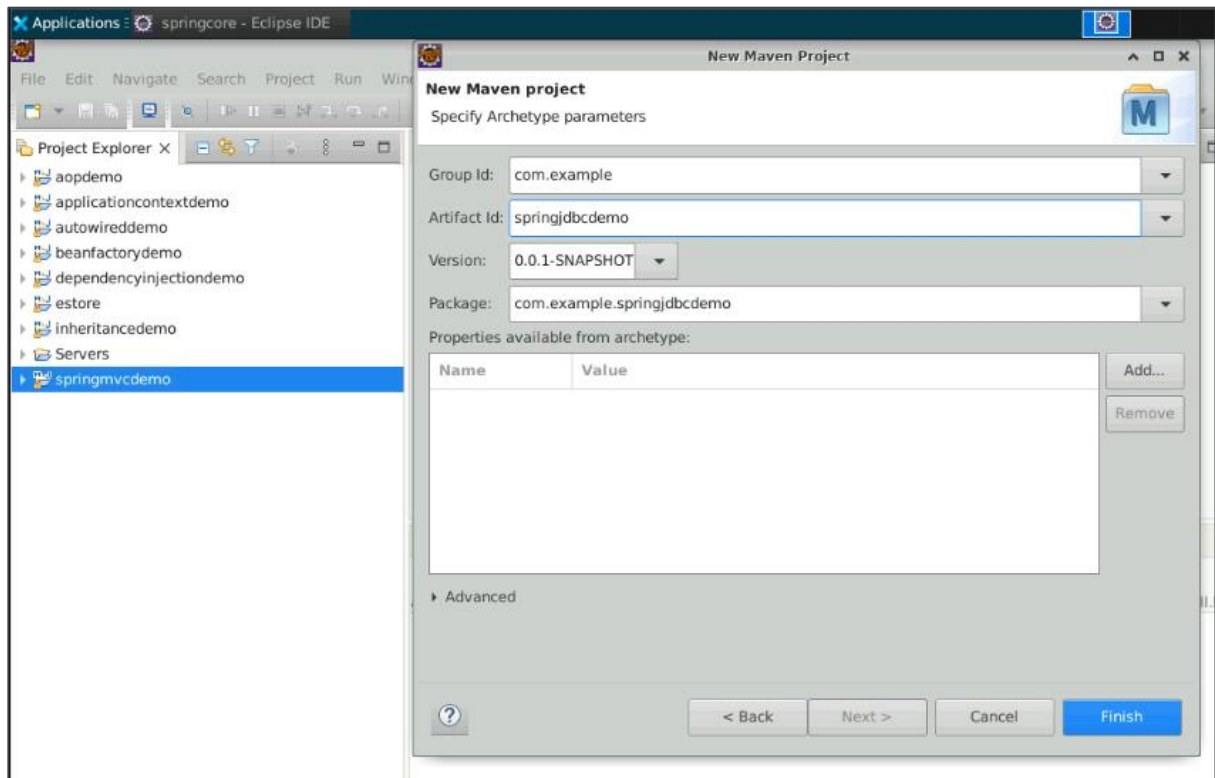 Applications : springcore - Eclipse IDE
New Maven Project
File Edit Navigate Search Project Run
New Maven project
Specify Archetype parameters
Project Explorer
aopdemo
applicationcontextdemo
autowireddemo
beanfactorydemo
dependencyinjectiondemo
estore
inheritancedemo
Servers
springmvcdemo
Group Id: com.example
Artifact Id: springjdbcdemo
Version: 0.0.1-SNAPSHOT
Package: com.example.springjdbcdemo
Properties available from archetype:
Name Value
Add...
Remove
Advanced
< Back Next > Cancel Finish